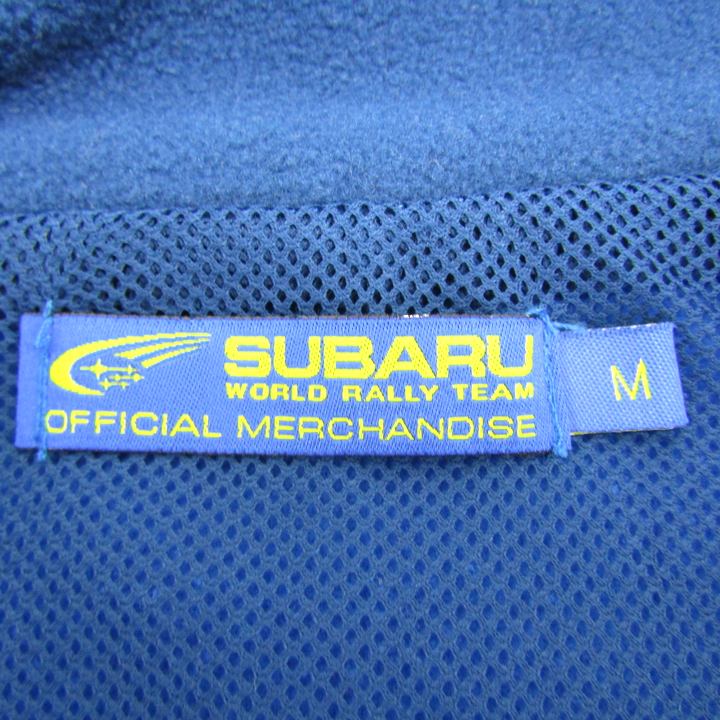 SUBARU
WORLD RALLY TEAM
OFFICIAL MERCHANDISE
M